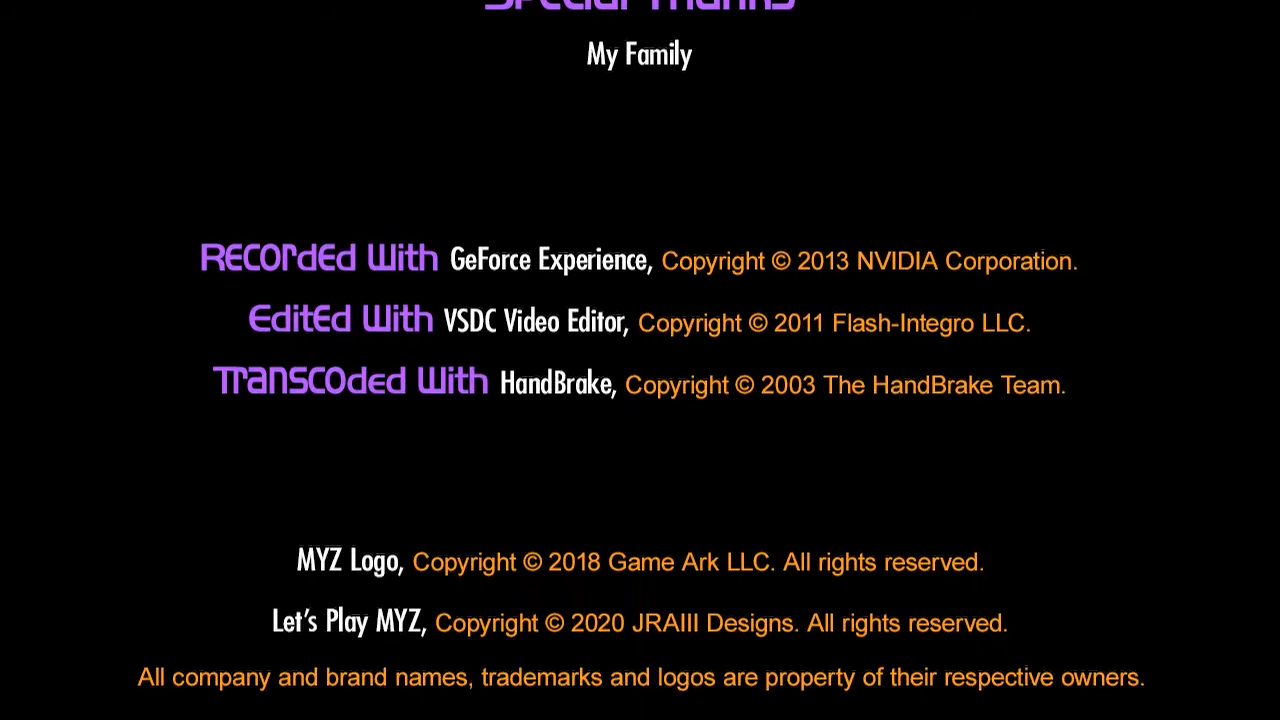 Special Thanks
My Family
Recorded With GeForce Experience, Copyright © 2013 NVIDIA Corporation.
Edited With VSDC Video Editor, Copyright © 2011 Flash-Integro LLC.
Transcoded With HandBrake, Copyright © 2003 The HandBrake Team.
MYZ Logo, Copyright © 2018 Game Ark LLC. All rights reserved.
Let's Play MYZ, Copyright © 2020 JRAIII Designs. All rights reserved.
All company and brand names, trademarks and logos are property of their respective owners.